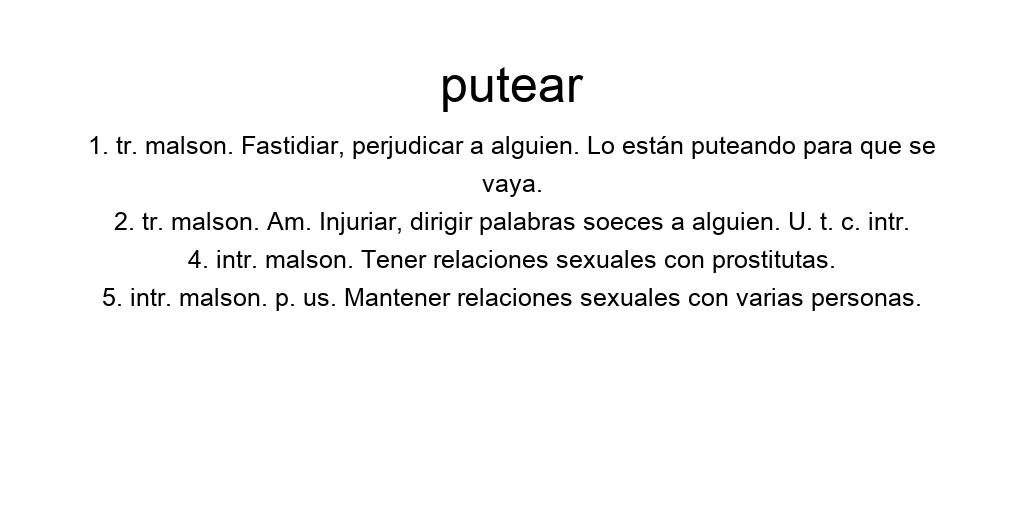 putear
1. tr. malson. Fastidiar, perjudicar a alguien. Lo están puteando para que se
vaya.
2. tr. malson. Am. Injuriar, dirigir palabras soeces a alguien. U. t. c. intr.
4. intr. malson. Tener relaciones sexuales con prostitutas.
5. intr. malson. p. us. Mantener relaciones sexuales con varias personas.